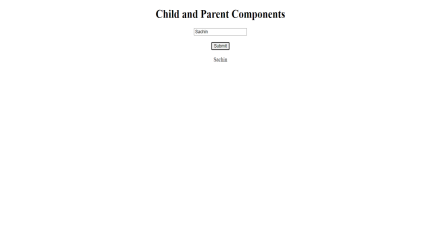 Child and Parent Components
Sachin
Submit
Sachin